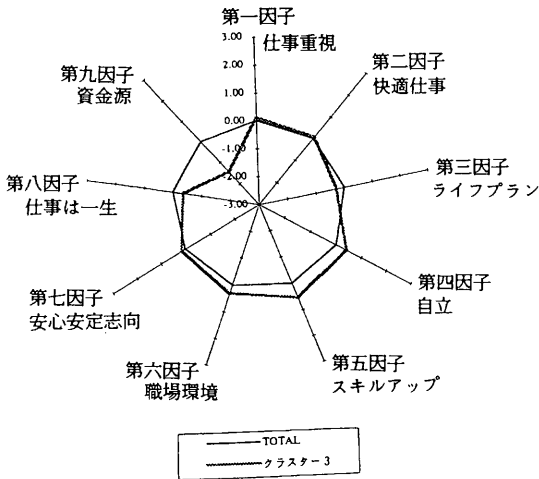 第一因子
仕事重視
3.00
2.00
1.00
0.00
-1.00
-2.00
-3.00
第二因子
快適仕事
第三因子
ライフプラン
第四因子
自立
第五因子
スキルアップ
第六因子
職場環境
第七因子
安心安定志向
第八因子
仕事は一生
第九因子
資金源
TOTAL
クラスター3